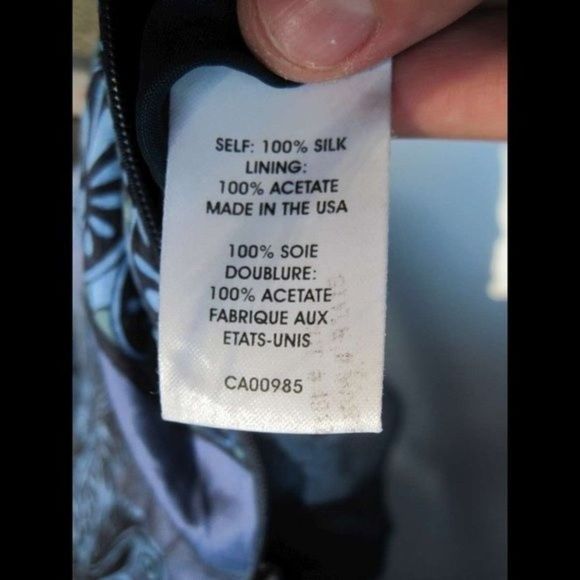 SELF: 100% SILK
LINING:
100% ACETATE
MADE IN THE USA
100% SOIE
DOUBLURE:
100% ACETATE
FABRIQUE AUX
ETATS-UNIS
CA00985